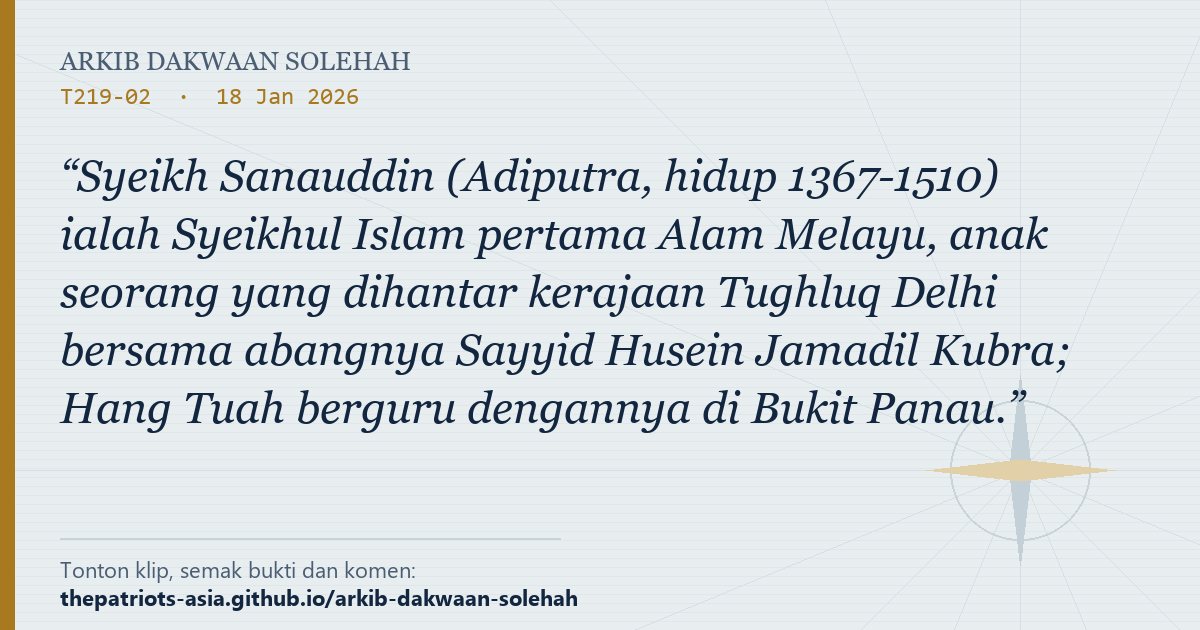 ARKIB DAKWAAN SOLEHAH
T219-02 · 18 Jan 2026
“Syeikh Sanauddin (Adiputra, hidup 1367-1510)
ialah Syeikhul Islam pertama Alam Melayu, anak
seorang yang dihantar kerajaan Tughluq Delhi
bersama abangnya Sayyid Husein Jamadil Kubra;
Hang Tuah berguru dengannya di Bukit Panau.”
Tonton klip, semak bukti dan komen:
thepatriots-asia.github.io/arkib-dakwaan-solehah